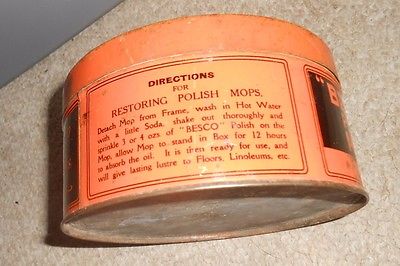 DIRECTIONS
FOR
RESTORING POLISH MOPS.
Detach Mop from Frame, wash in Hot Water
with a little Soda, shake out thoroughly and
sprinkle 3 or 4 ozs. of "BESCO" Polish on the
Mop, allow Mop to stand in Box for 12 hours
to absorb the oil. It is then ready for use, and
will give lasting lustre to Floors, Linoleums, etc.
"B